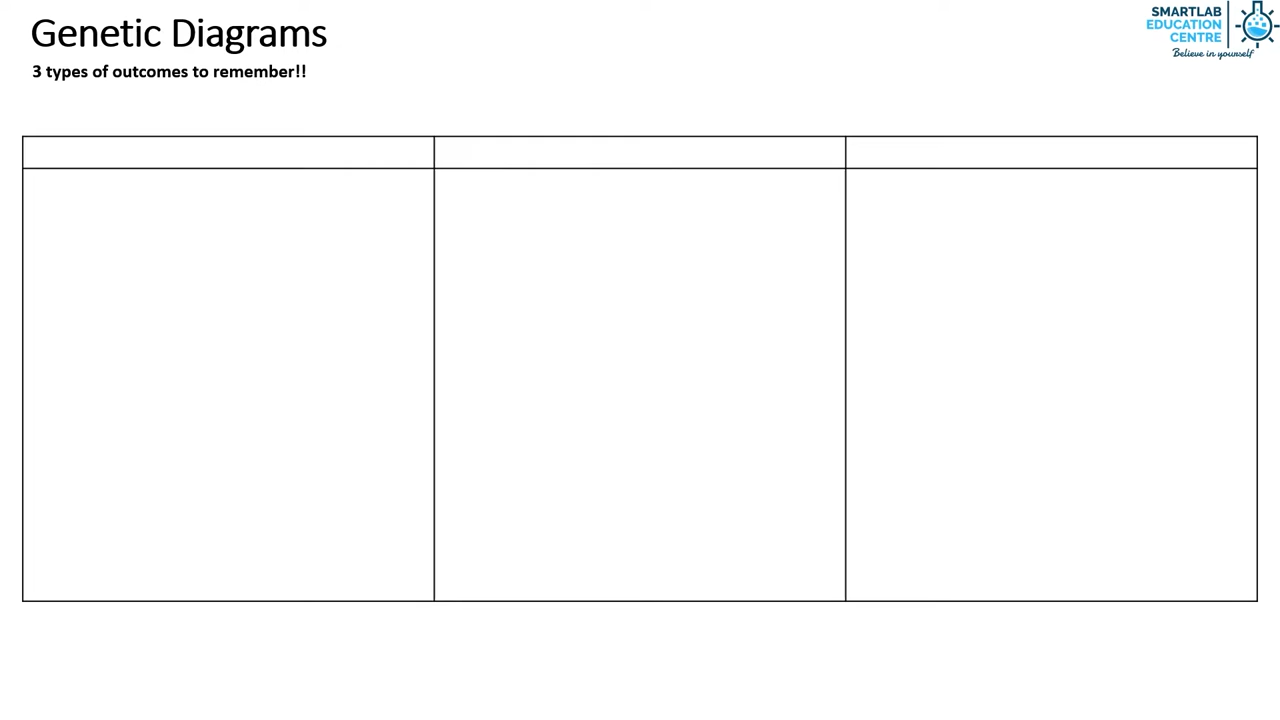 Genetic Diagrams
3 types of outcomes to remember!!
SMARTLAB
EDUCATION
CENTRE
Believe in yourself